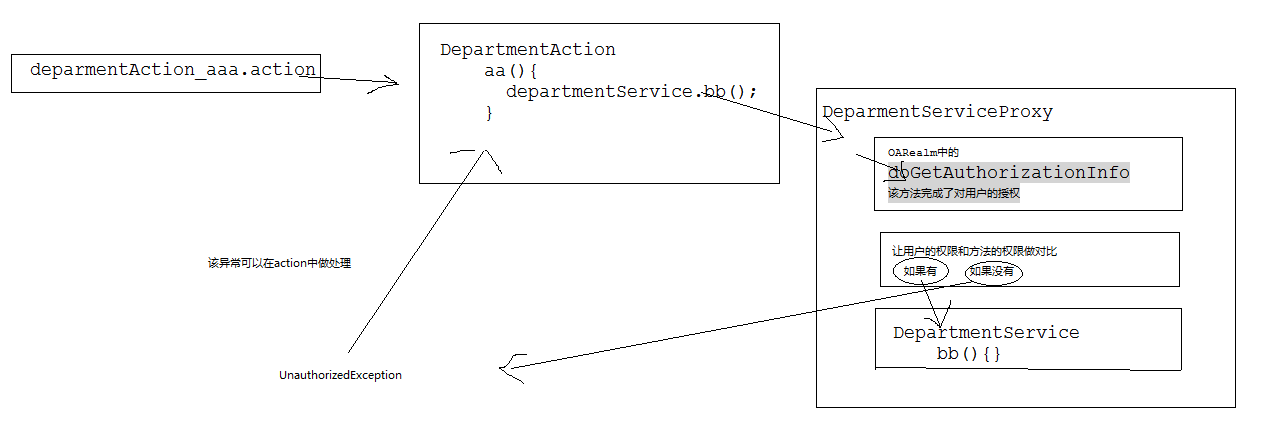 deparmentAction_aaa.action
DepartmentAction
aa(){
departmentService.bb();
}
DeparmentServiceProxy
OARealm中的
doGetAuthorizationInfo
该方法完成了对用户的授权
让用户的权限和方法的权限做对比
如果有 如果没有
DepartmentService
bb(){}
该异常可以在action中做处理
UnauthorizedException